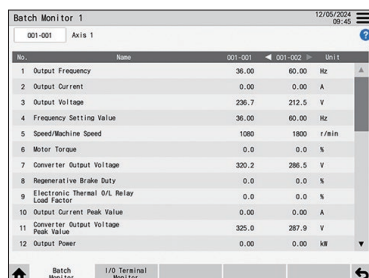 Batch Monitor 1
12/05/2024
09:45
001-001 Axis 1
?
No. Name 001-001 ◀ 001-002 ▶ Unit
1 Output Frequency 36.00 60.00 Hz
2 Output Current 0.00 0.00 A
3 Output Voltage 236.7 212.5 V
4 Frequency Setting Value 36.00 60.00 Hz
5 Speed/Machine Speed 1080 1800 r/min
6 Motor Torque 0.0 0.0 %
7 Converter Output Voltage 320.2 286.5 V
8 Regenerative Brake Duty 0.0 0.0 %
9 Electronic Thermal O/L Relay
Load Factor 0.0 0.0 %
10 Output Current Peak Value 0.00 0.00 A
11 Converter Output Voltage
Peak Value 325.0 287.9 V
12 Output Power 0.00 0.00 kW
Batch
Monitor
I/O Terminal
Monitor